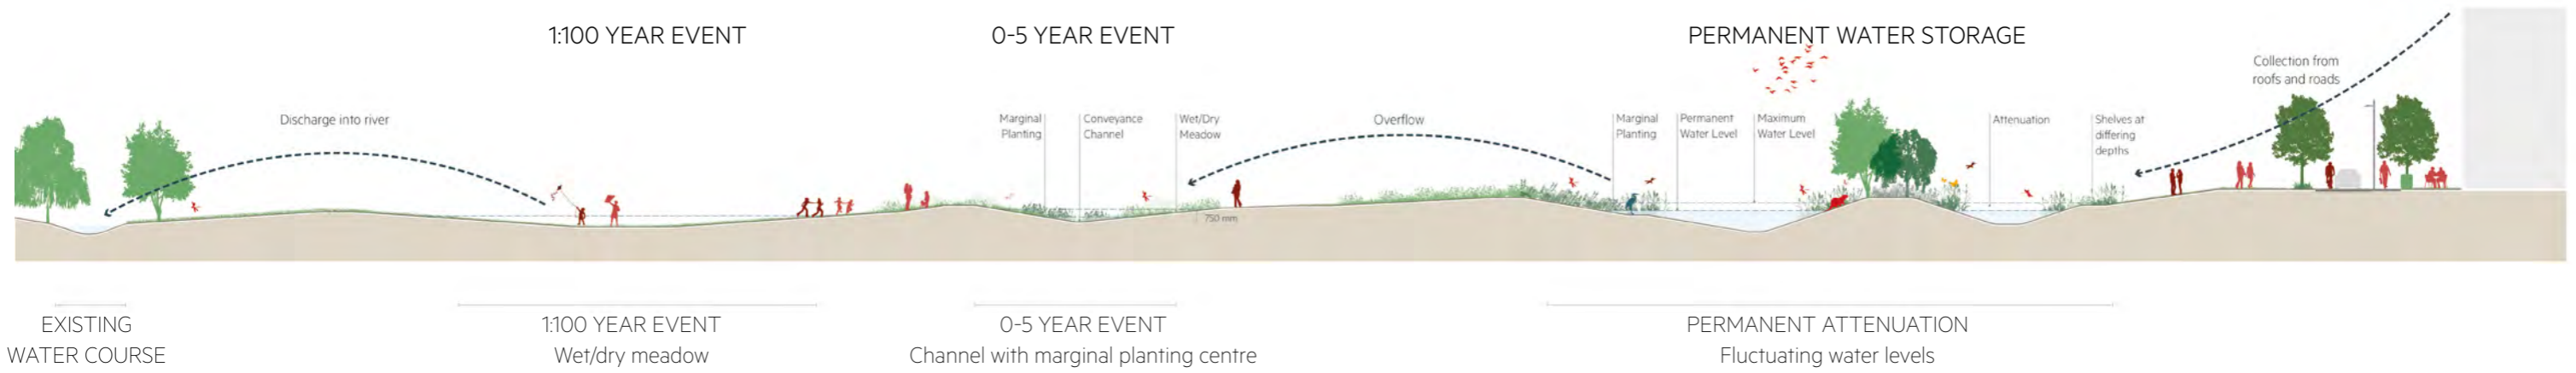 1:100 YEAR EVENT
0-5 YEAR EVENT
PERMANENT WATER STORAGE
Collection from
roofs and roads
Discharge into river
Marginal
Planting
Conveyance
Channel
Wet/Dry
Meadow
Overflow
Marginal
Planting
Permanent
Water Level
Maximum
Water Level
Attenuation
Shelves at
differing
depths
750 mm
EXISTING
WATER COURSE
1:100 YEAR EVENT
Wet/dry meadow
0-5 YEAR EVENT
Channel with marginal planting centre
PERMANENT ATTENUATION
Fluctuating water levels